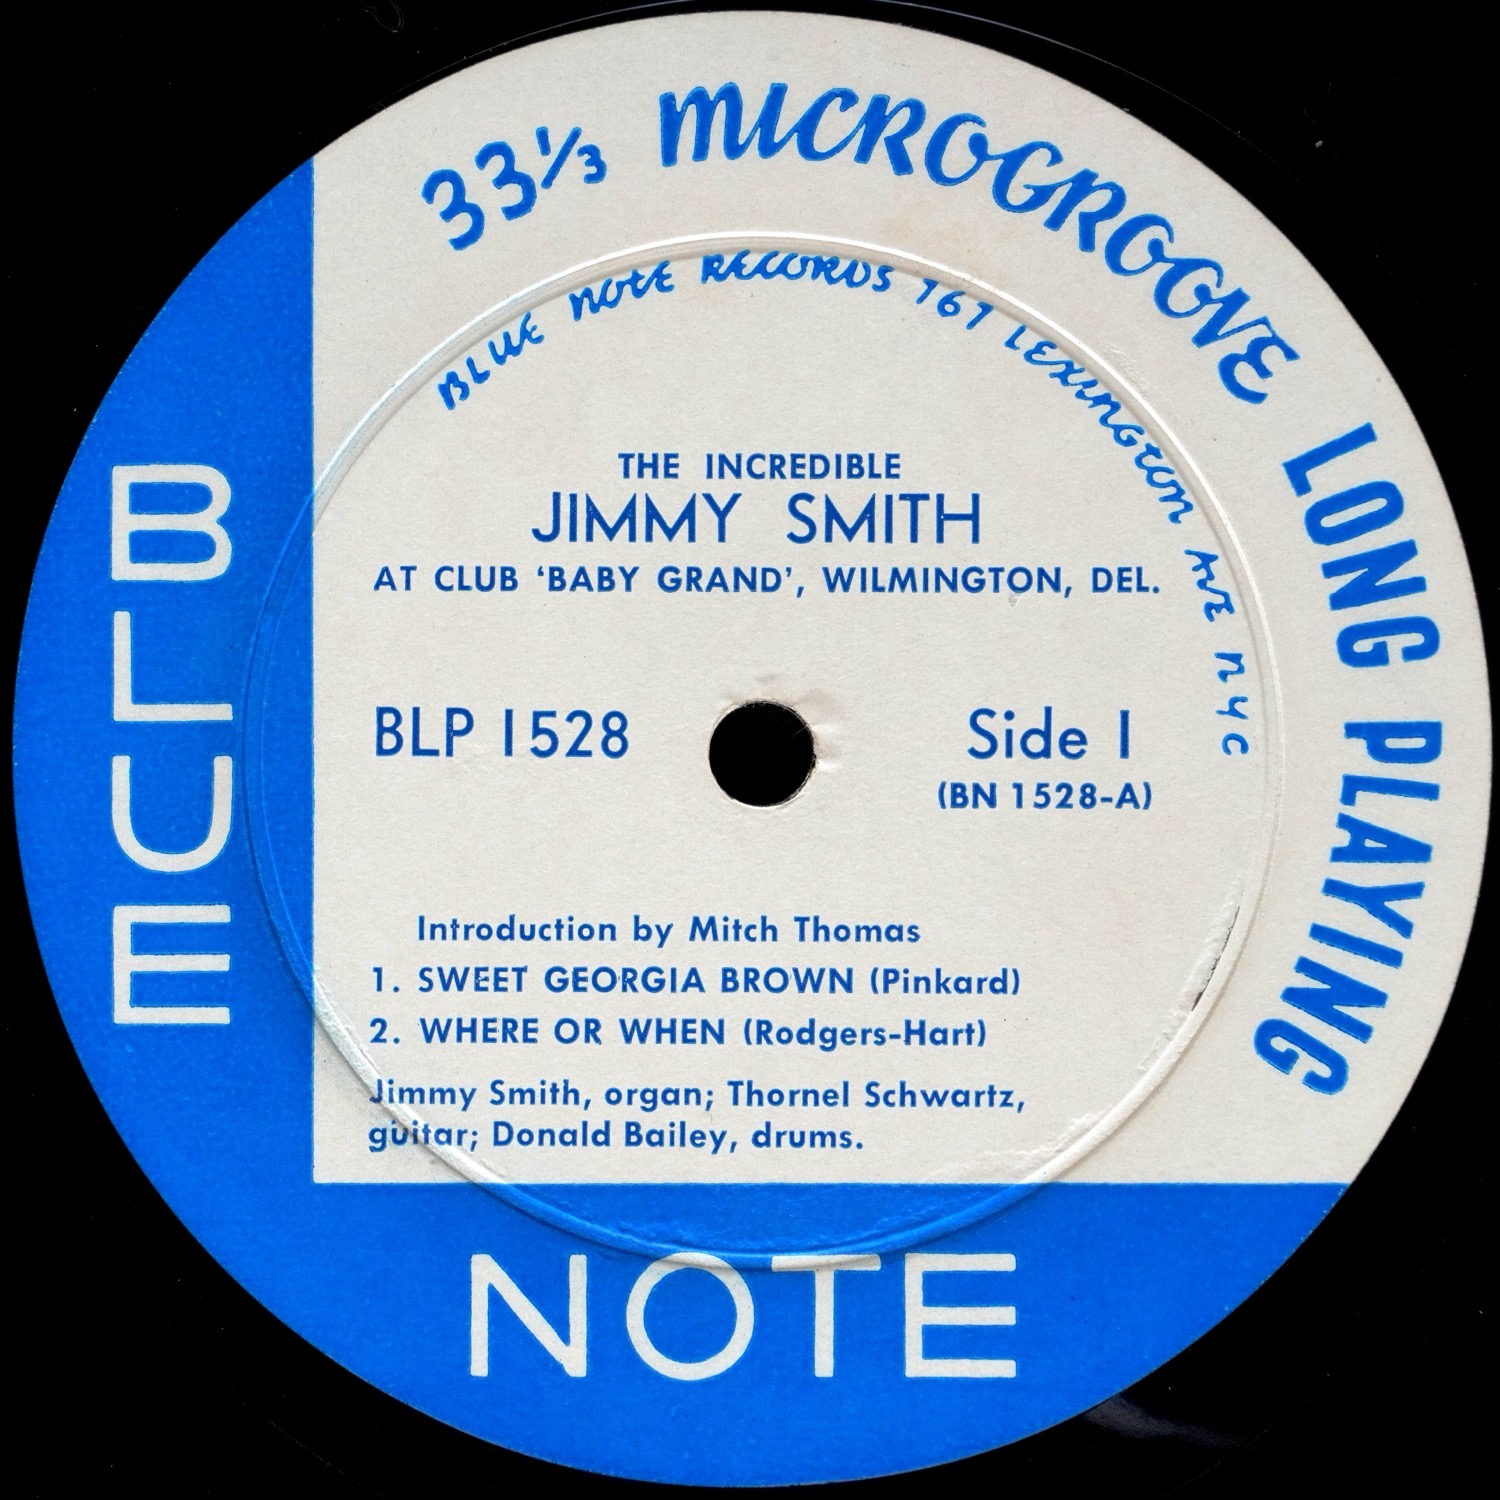 33⅓ MICROGROOVE LONG PLAYING
BLUE NOTE RECORDS 767 LEXINGTON AVE NYC
THE INCREDIBLE
JIMMY SMITH
AT CLUB ‘BABY GRAND’, WILMINGTON, DEL.
BLP 1528
Side 1
(BN 1528-A)
Introduction by Mitch Thomas
1. SWEET GEORGIA BROWN (Pinkard)
2. WHERE OR WHEN (Rodgers-Hart)
Jimmy Smith, organ; Thornel Schwartz,
guitar; Donald Bailey, drums.
BLUE
NOTE